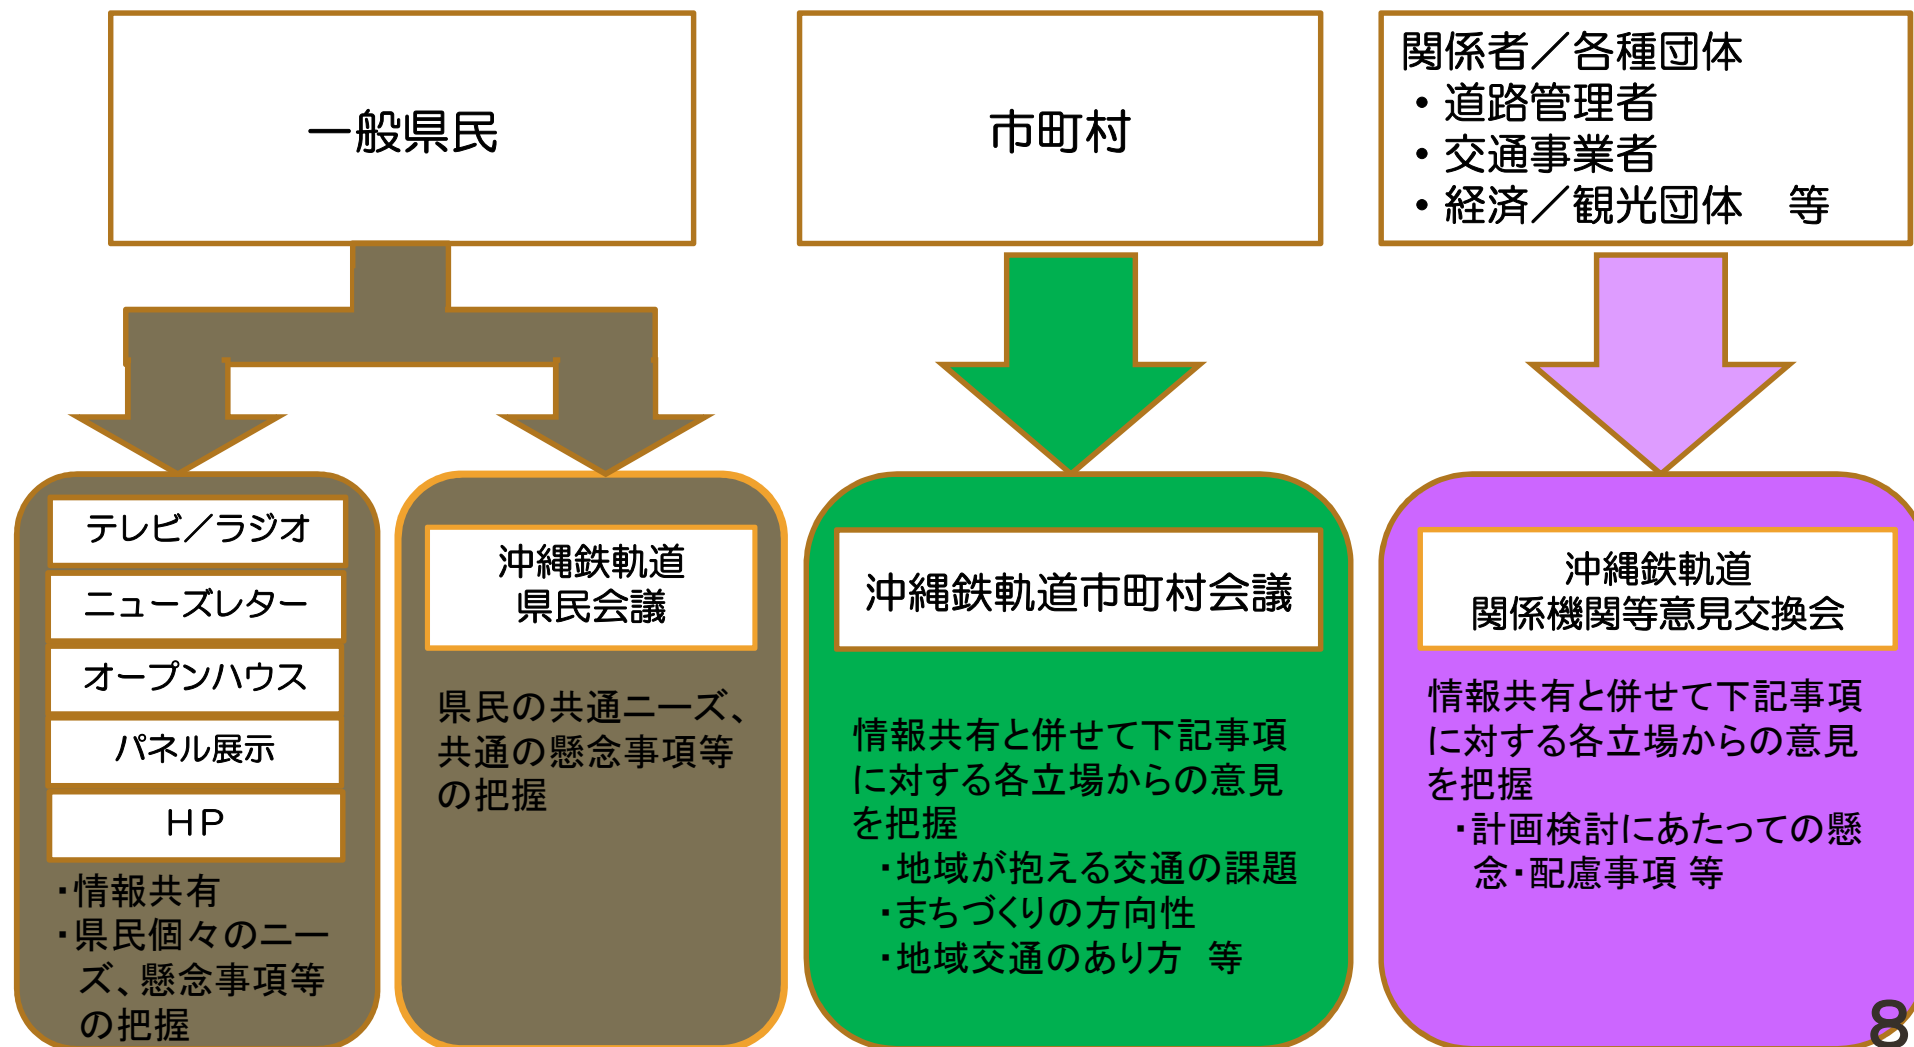 一般県民
市町村
関係者／各種団体
・道路管理者
・交通事業者
・経済／観光団体　等
テレビ／ラジオ
ニューズレター
オープンハウス
パネル展示
ＨＰ
・情報共有
・県民個々のニー
ズ、懸念事項等
の把握
沖縄鉄軌道
県民会議
県民の共通ニーズ、
共通の懸念事項等
の把握
沖縄鉄軌道市町村会議
情報共有と併せて下記事項
に対する各立場からの意見
を把握
・地域が抱える交通の課題
・まちづくりの方向性
・地域交通のあり方　等
沖縄鉄軌道
関係機関等意見交換会
情報共有と併せて下記事項
に対する各立場からの意見
を把握
・計画検討にあたっての懸
念・配慮事項 等
8